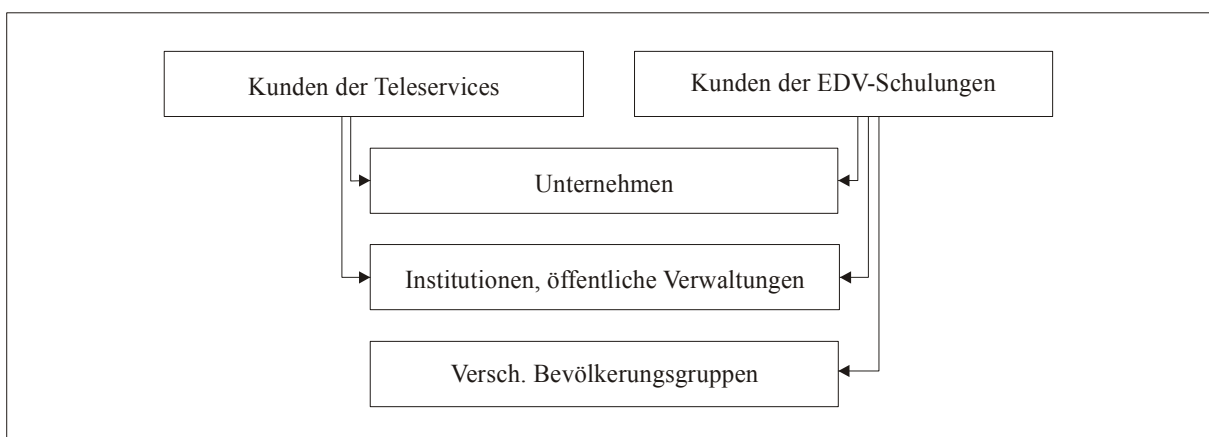 Kunden der Teleservices
Kunden der EDV-Schulungen
Unternehmen
Institutionen, öffentliche Verwaltungen
Versch. Bevölkerungsgruppen